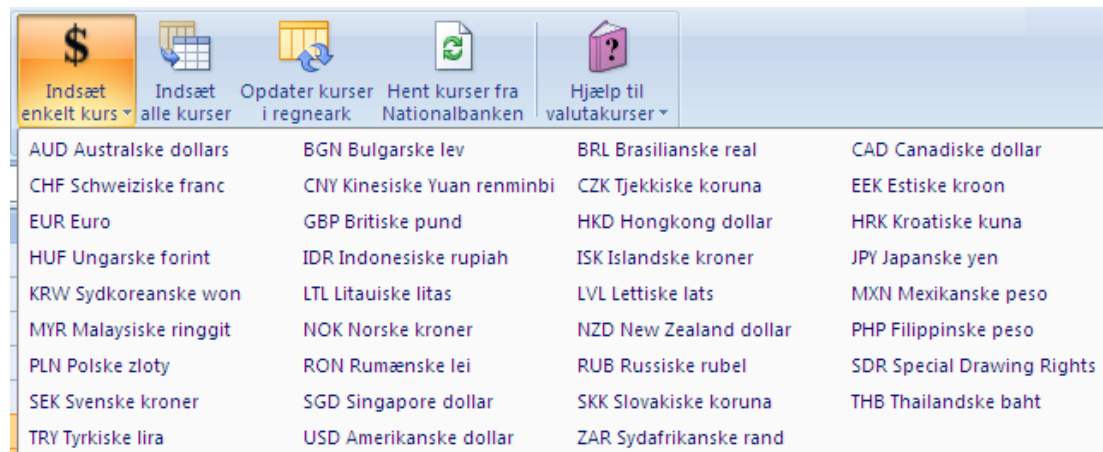 $
Indsæt
enkelt kurs
Indsæt
alle kurser
Opdater kurser
i regneark
Hent kurser fra
Nationalbanken
?
Hjælp til
valutakurser
AUD Australske dollars BGN Bulgarske lev BRL Brasilianske real CAD Canadiske dollar
CHF Schweiziske franc CNY Kinesiske Yuan renminbi CZK Tjekkiske koruna EEK Estiske kroon
EUR Euro GBP Britiske pund HKD Hongkong dollar HRK Kroatiske kuna
HUF Ungarske forint IDR Indonesiske rupiah ISK Islandske kroner JPY Japanske yen
KRW Sydkoreanske won LTL Litauiske litas LVL Lettiske lats MXN Mexikanske peso
MYR Malaysiske ringgit NOK Norske kroner NZD New Zealand dollar PHP Filippinske peso
PLN Polske zloty RON Rumænske lei RUB Russiske rubel SDR Special Drawing Rights
SEK Svenske kroner SGD Singapore dollar SKK Slovakiske koruna THB Thailandske baht
TRY Tyrkiske lira USD Amerikanske dollar ZAR Sydafrikanske rand